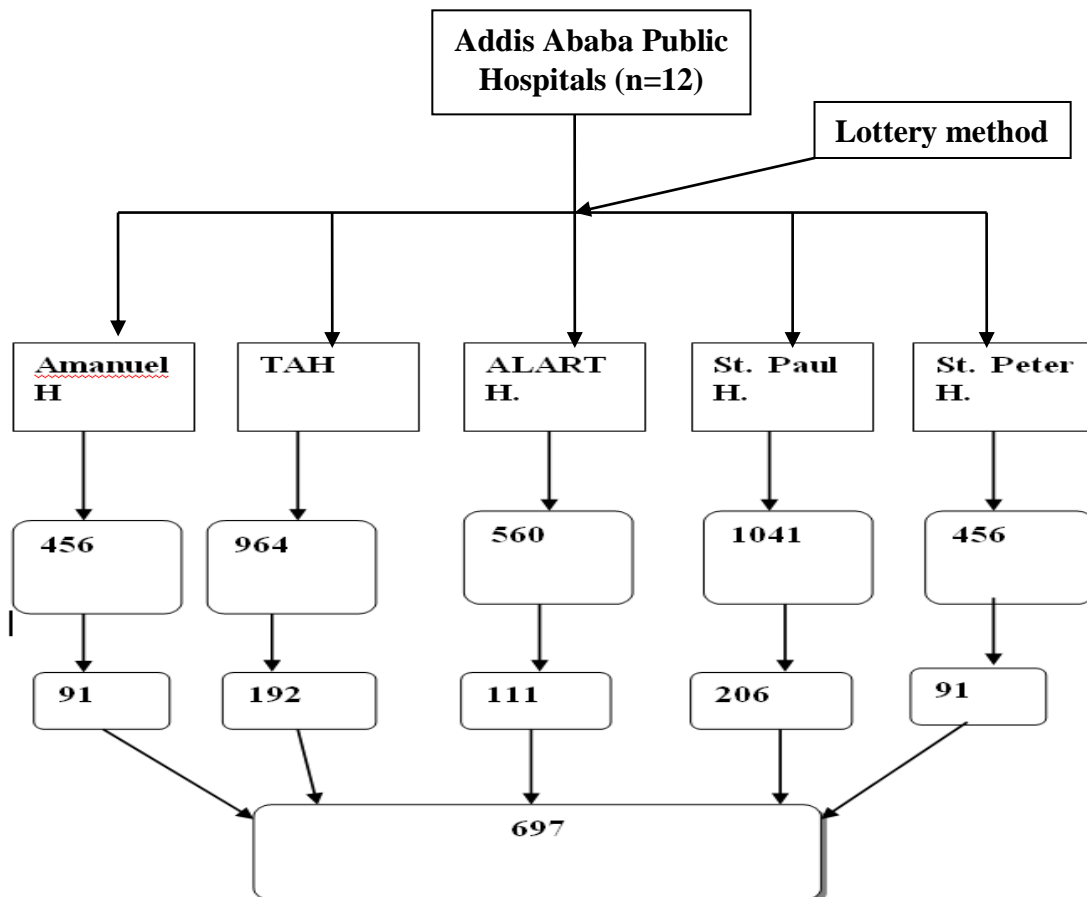 Addis Ababa Public
Hospitals (n=12)
Lottery method
Amanuel
H
TAH
ALART
H.
St. Paul
H.
St. Peter
H.
456
964
560
1041
456
91
192
111
206
91
697